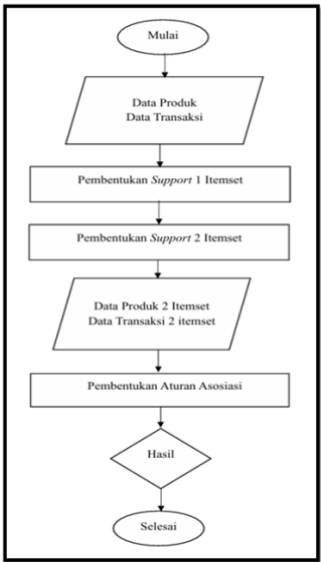 Mulai
Data Produk
Data Transaksi
Pembentukan Support 1 Itemset
Pembentukan Support 2 Itemset
Data Produk 2 Itemset
Data Transaksi 2 itemset
Pembentukan Aturan Asosiasi
Hasil
Selesai